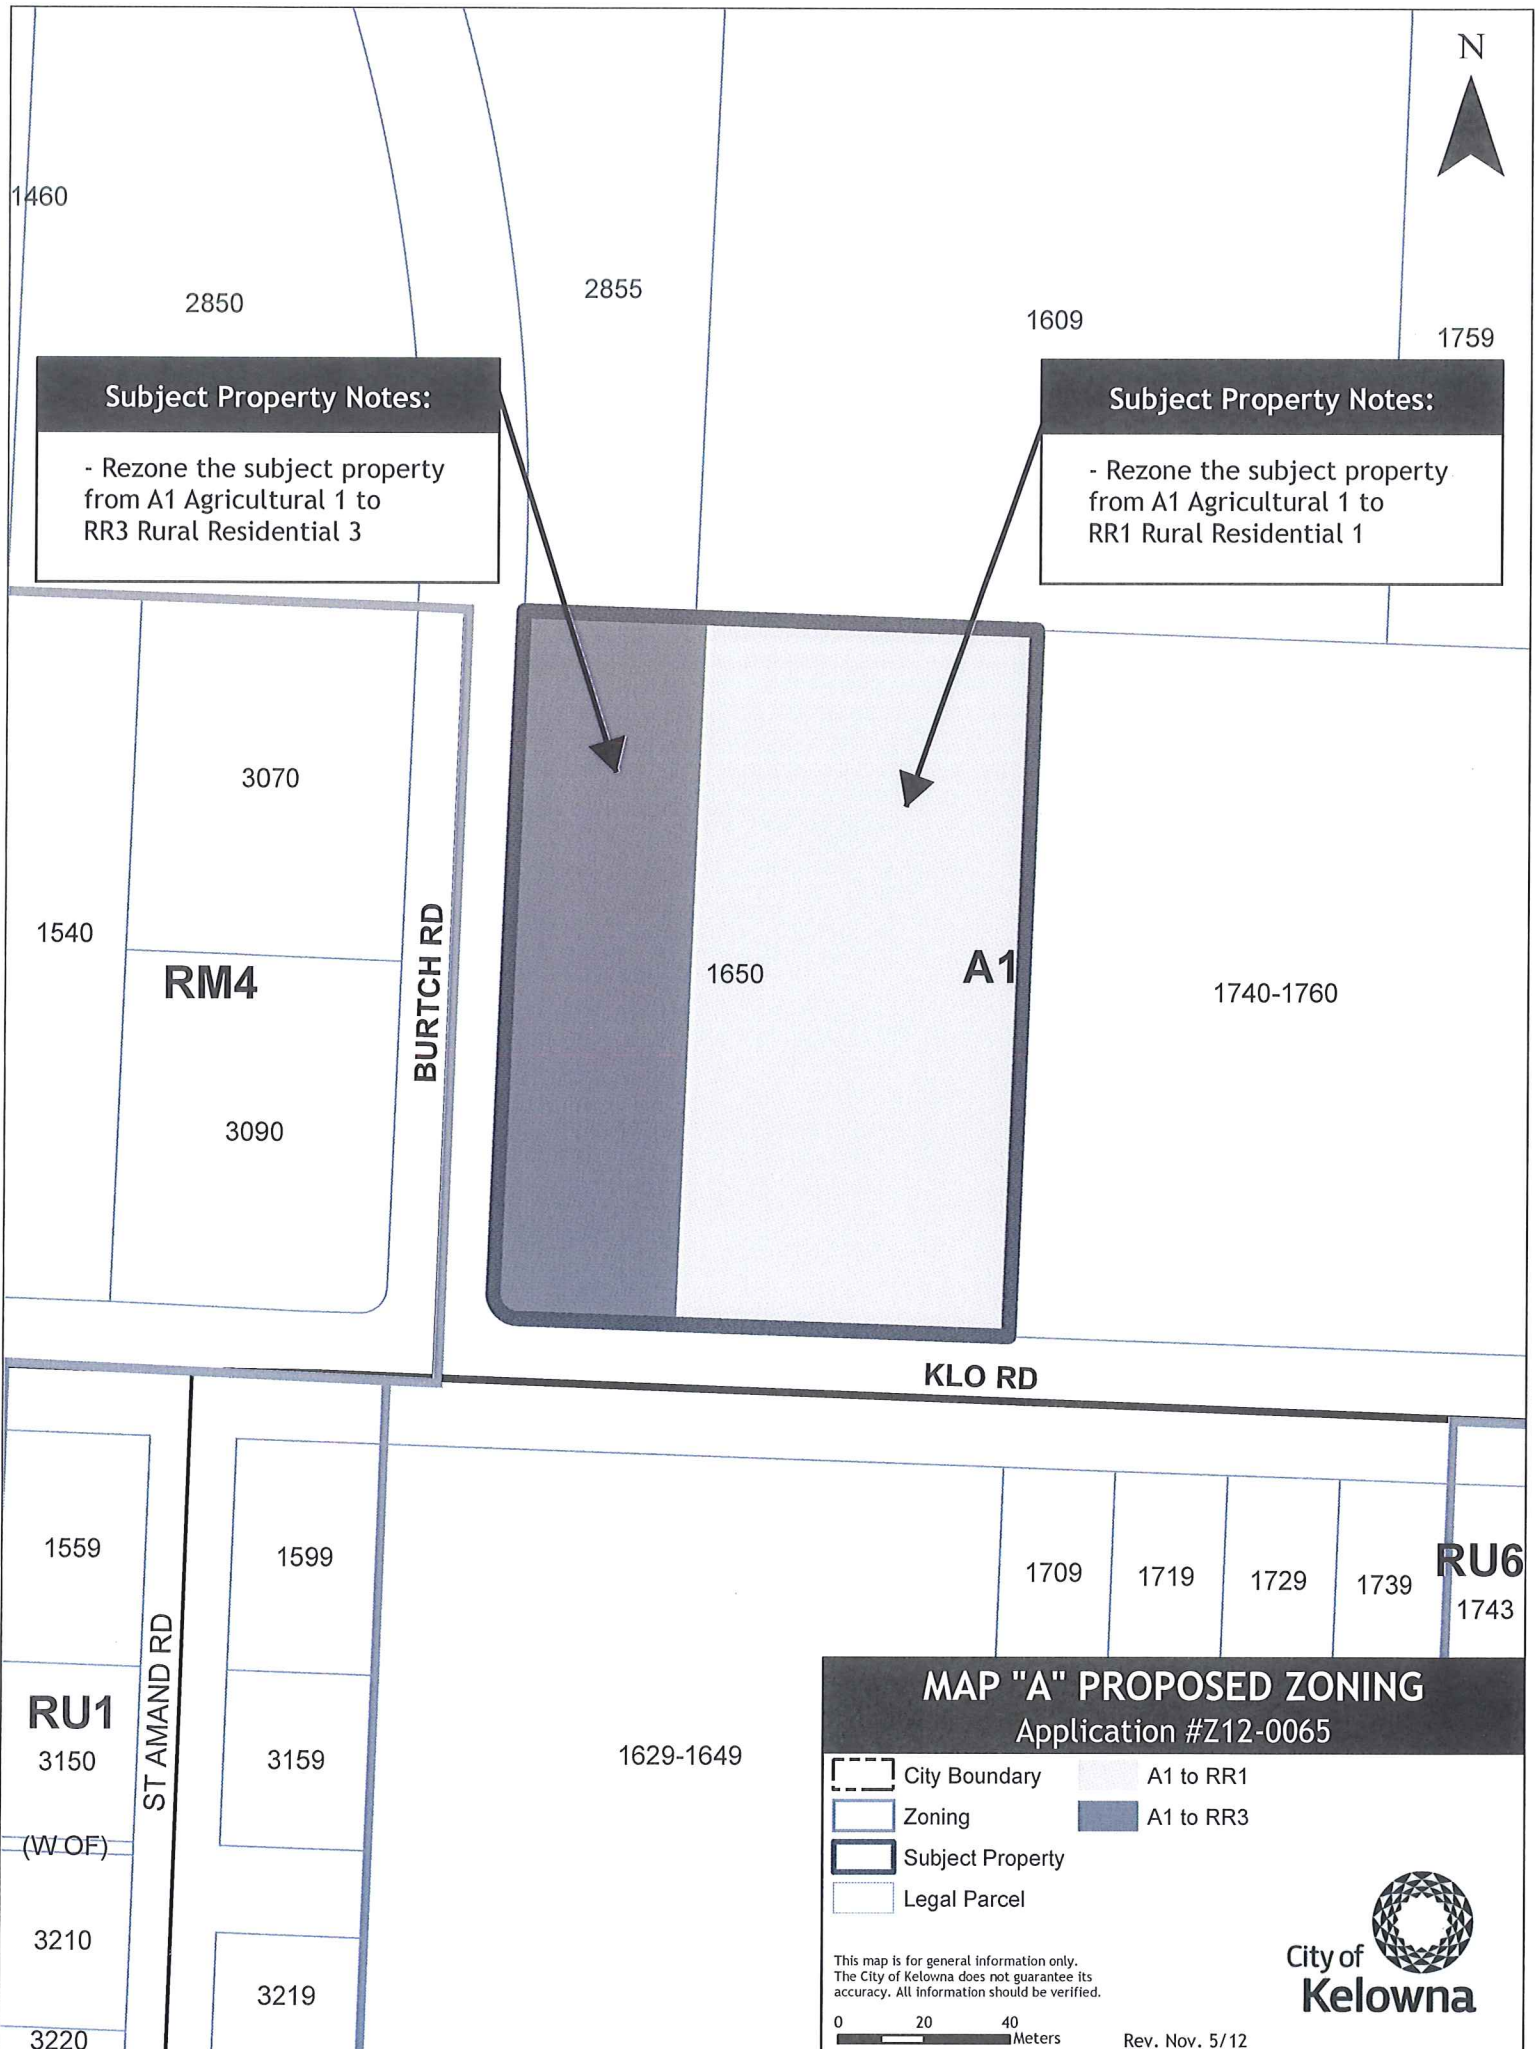 N
1460
2850
2855
1609
1759
Subject Property Notes:
- Rezone the subject property
from A1 Agricultural 1 to
RR3 Rural Residential 3
Subject Property Notes:
- Rezone the subject property
from A1 Agricultural 1 to
RR1 Rural Residential 1
3070
1540
RM4
BURTCH RD
1650
A1
1740-1760
3090
KLO RD
1559
1599
1709
1719
1729
1739
RU6
1743
ST AMAND RD
RU1
3150
3159
1629-1649
(W OF)
3210
3219
3220
MAP "A" PROPOSED ZONING
Application #Z12-0065
City Boundary
Zoning
Subject Property
Legal Parcel
A1 to RR1
A1 to RR3
This map is for general information only.
The City of Kelowna does not guarantee its
accuracy. All information should be verified.
0 20 40
Meters
Rev. Nov. 5/12
City of
Kelowna